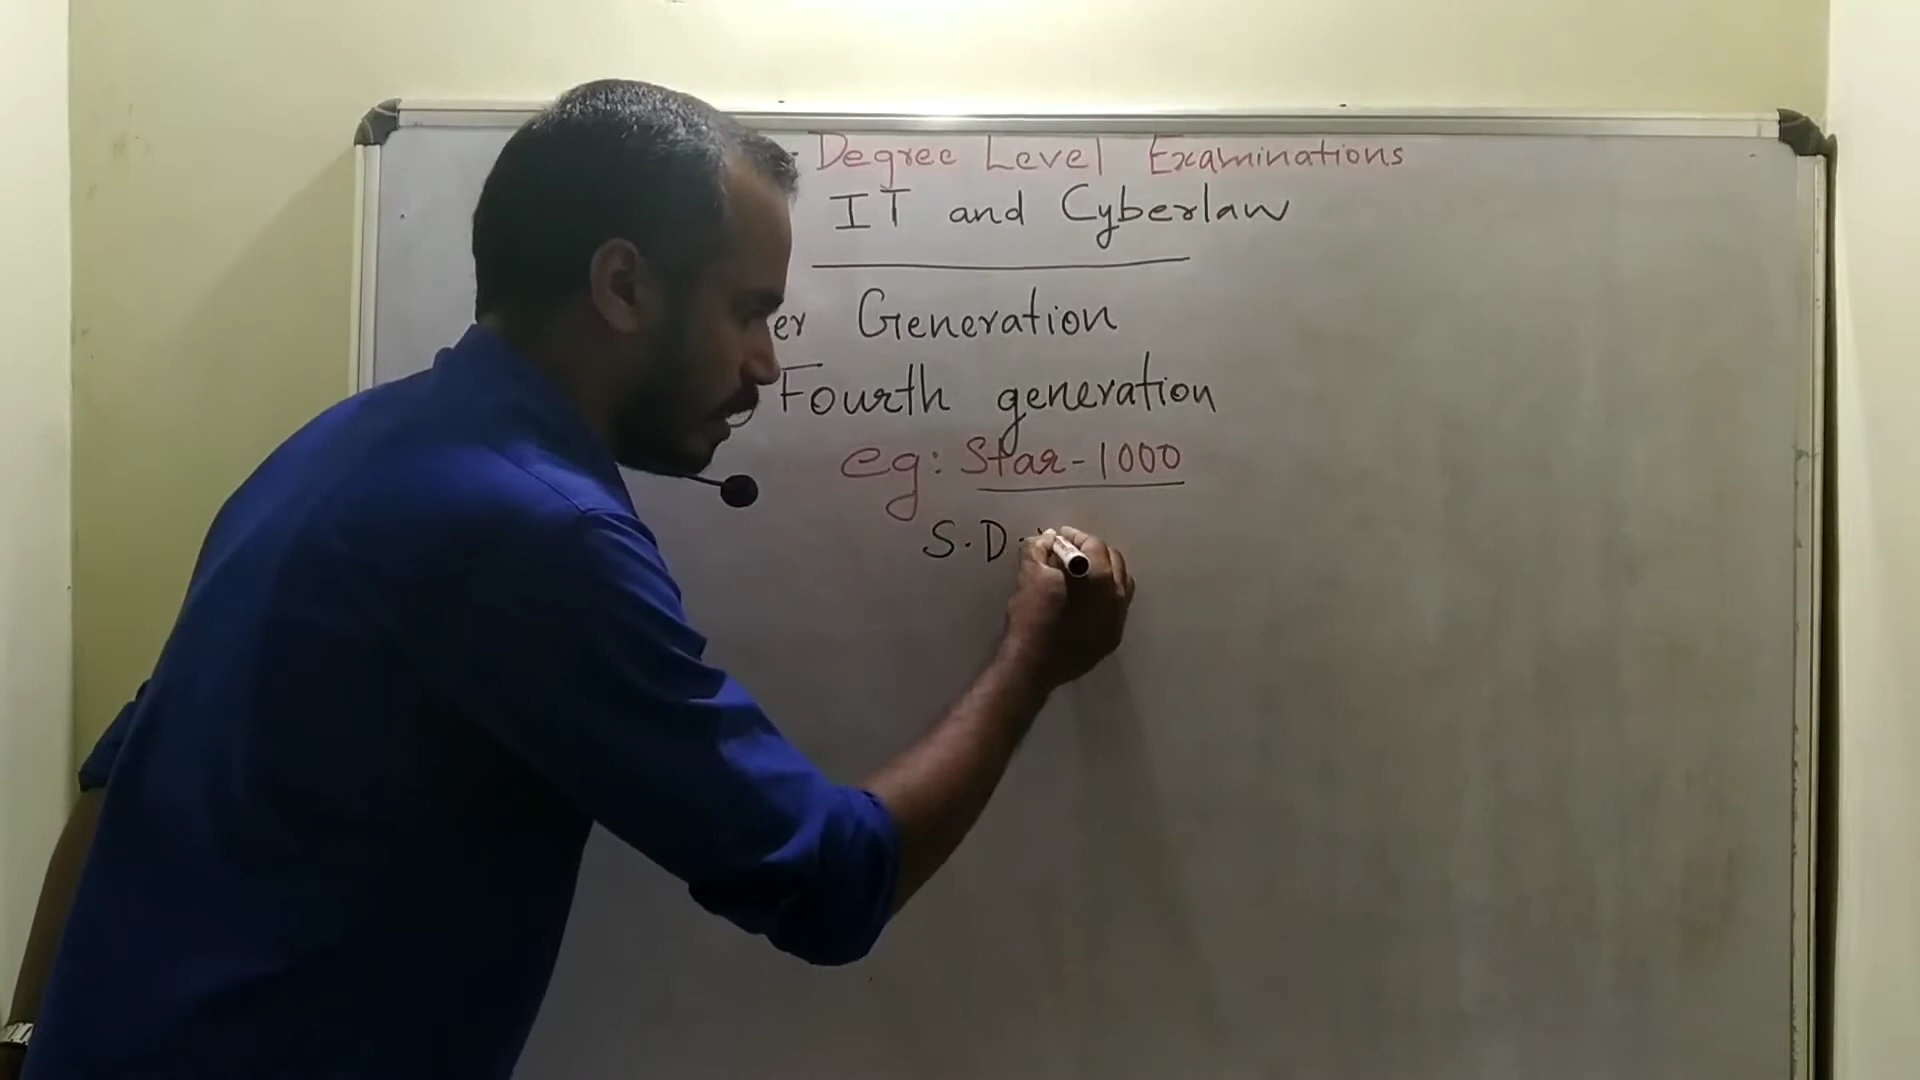 Degree Level Examinations
IT and Cyberlaw
er Generation
Fourth generation
eg: Star-1000
S.D.